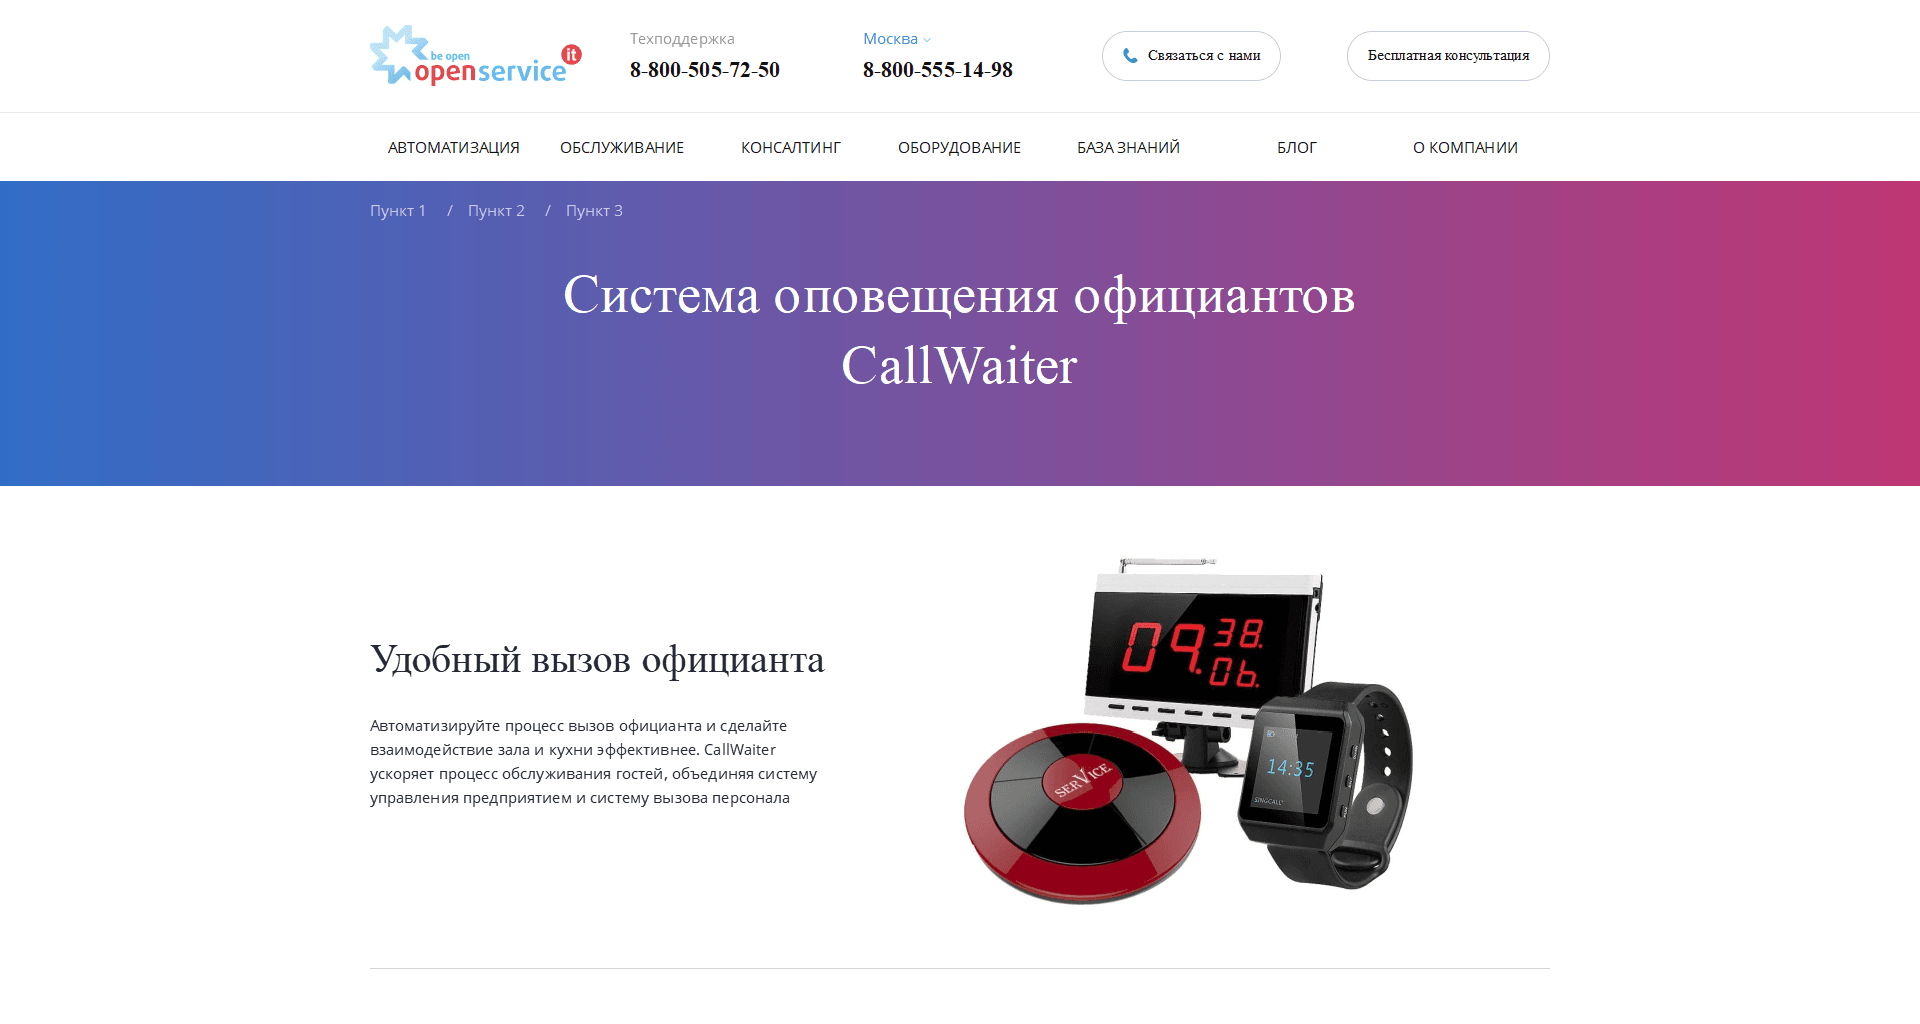 be open
openservice it
Техподдержка
8-800-505-72-50
Москва
8-800-555-14-98
Связаться с нами
Бесплатная консультация
АВТОМАТИЗАЦИЯ
ОБСЛУЖИВАНИЕ
КОНСАЛТИНГ
ОБОРУДОВАНИЕ
БАЗА ЗНАНИЙ
БЛОГ
О КОМПАНИИ
Пункт 1 / Пункт 2 / Пункт 3
Система оповещения официантов
CallWaiter
Удобный вызов официанта
Автоматизируйте процесс вызов официанта и сделайте
взаимодействие зала и кухни эффективнее. CallWaiter
ускоряет процесс обслуживания гостей, объединяя систему
управления предприятием и систему вызова персонала
09.
38.
06.
SERVICE
14:35
SINGCALL